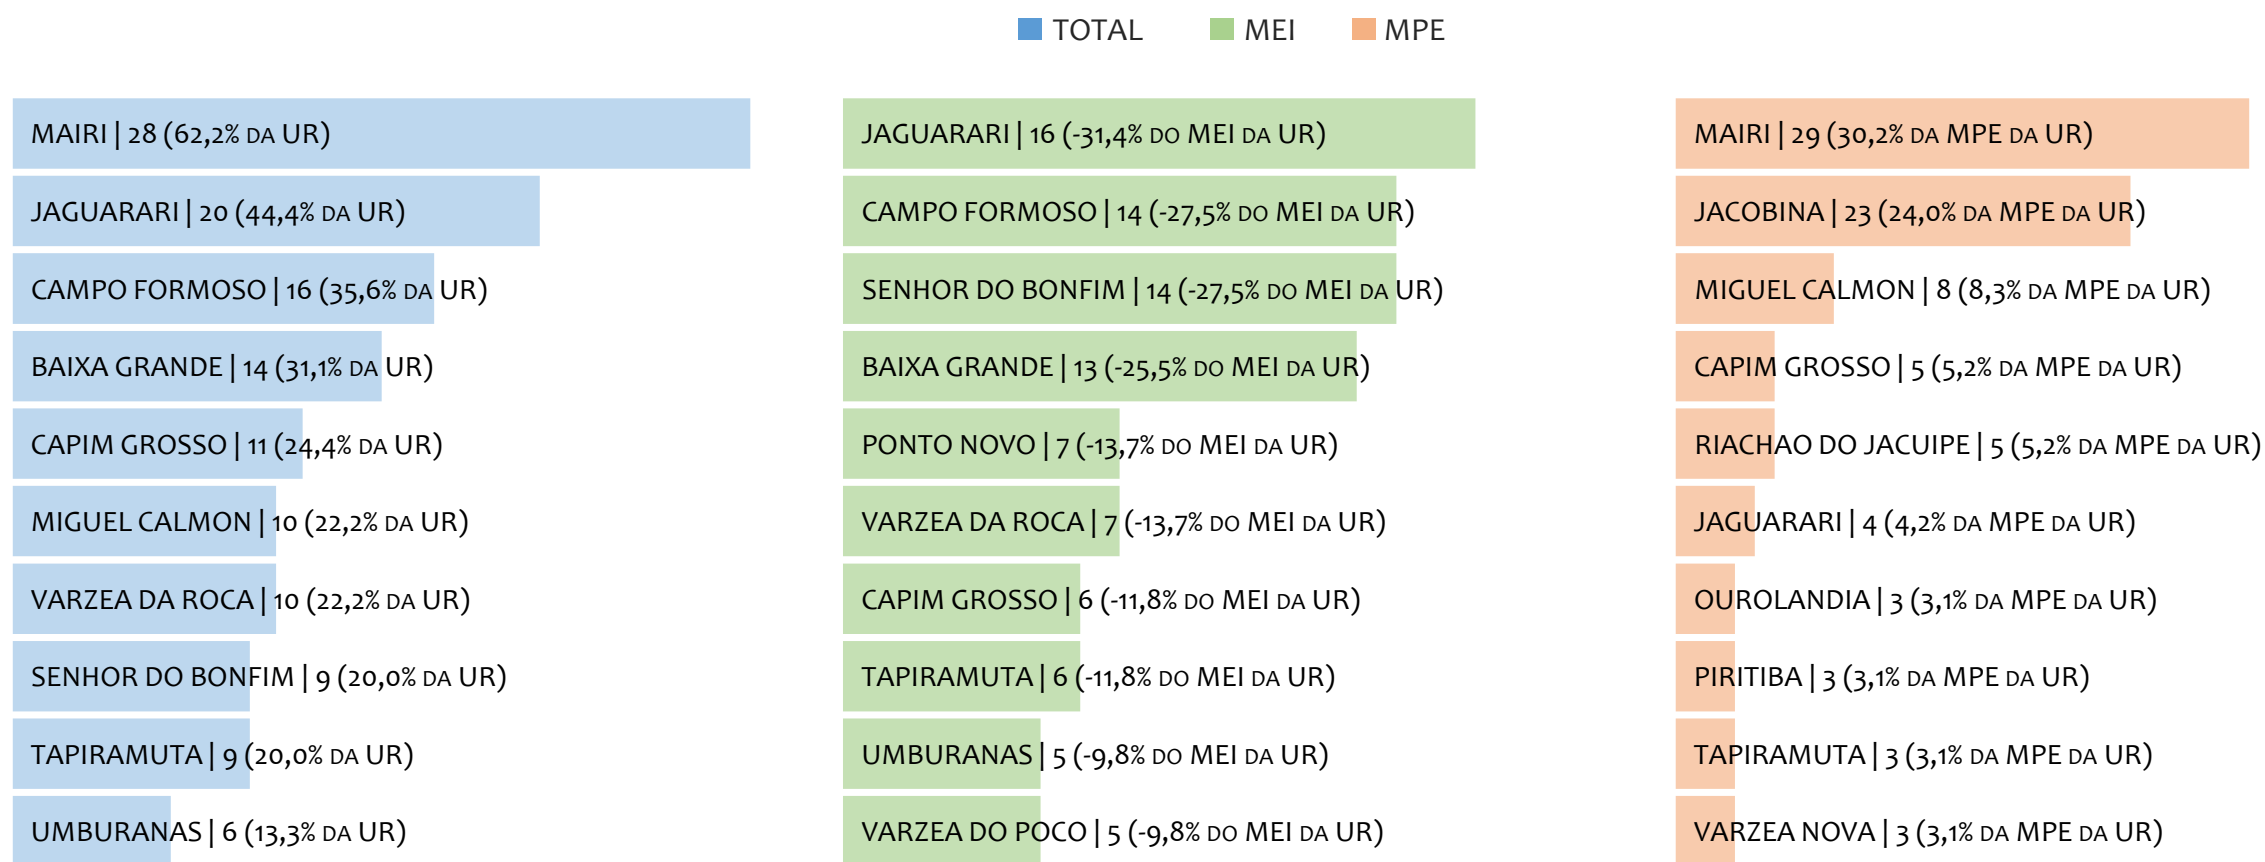 TOTAL MEI MPE
MAIRI | 28 (62,2% DA UR)
JAGUARARI | 20 (44,4% DA UR)
CAMPO FORMOSO | 16 (35,6% DA UR)
BAIXA GRANDE | 14 (31,1% DA UR)
CAPIM GROSSO | 11 (24,4% DA UR)
MIGUEL CALMON | 10 (22,2% DA UR)
VARZEA DA ROCA | 10 (22,2% DA UR)
SENHOR DO BONFIM | 9 (20,0% DA UR)
TAPIRAMUTA | 9 (20,0% DA UR)
UMBURANAS | 6 (13,3% DA UR)
JAGUARARI | 16 (-31,4% DO MEI DA UR)
CAMPO FORMOSO | 14 (-27,5% DO MEI DA UR)
SENHOR DO BONFIM | 14 (-27,5% DO MEI DA UR)
BAIXA GRANDE | 13 (-25,5% DO MEI DA UR)
PONTO NOVO | 7 (-13,7% DO MEI DA UR)
VARZEA DA ROCA | 7 (-13,7% DO MEI DA UR)
CAPIM GROSSO | 6 (-11,8% DO MEI DA UR)
TAPIRAMUTA | 6 (-11,8% DO MEI DA UR)
UMBURANAS | 5 (-9,8% DO MEI DA UR)
VARZEA DO POCO | 5 (-9,8% DO MEI DA UR)
MAIRI | 29 (30,2% DA MPE DA UR)
JACOBINA | 23 (24,0% DA MPE DA UR)
MIGUEL CALMON | 8 (8,3% DA MPE DA UR)
CAPIM GROSSO | 5 (5,2% DA MPE DA UR)
RIACHAO DO JACUIPE | 5 (5,2% DA MPE DA UR)
JAGUARARI | 4 (4,2% DA MPE DA UR)
OUROLANDIA | 3 (3,1% DA MPE DA UR)
PIRITIBA | 3 (3,1% DA MPE DA UR)
TAPIRAMUTA | 3 (3,1% DA MPE DA UR)
VARZEA NOVA | 3 (3,1% DA MPE DA UR)